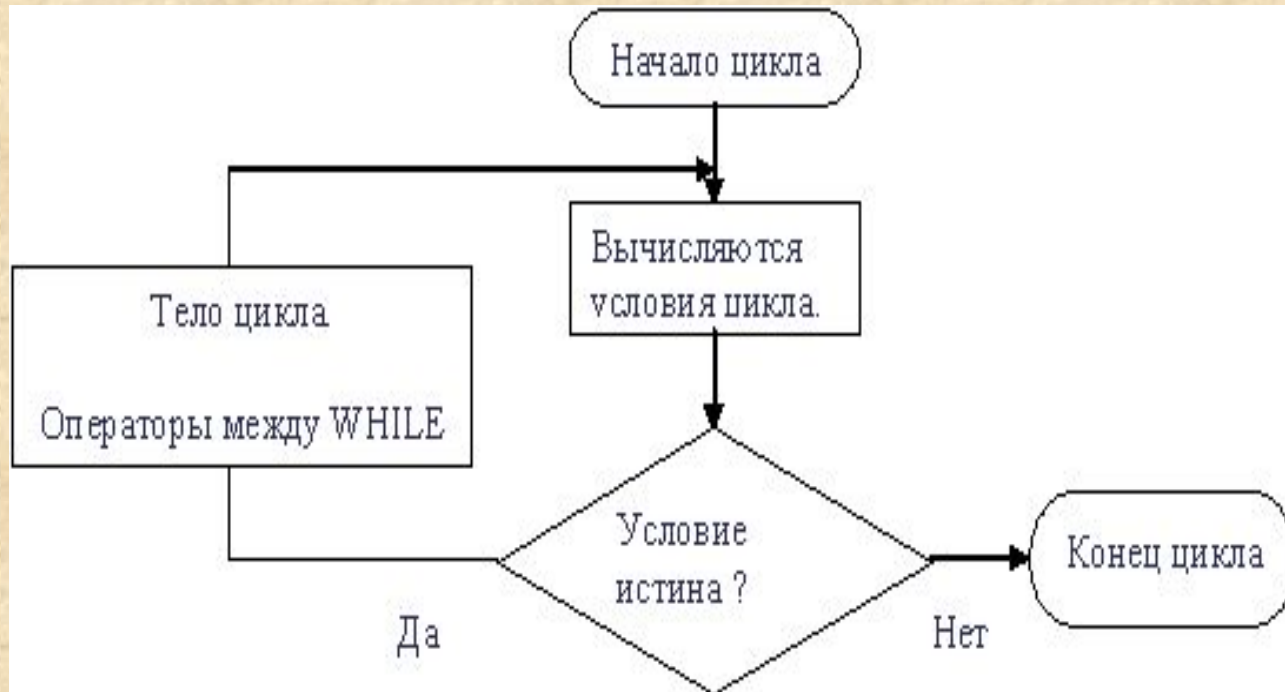 Начало цикла
Вычисляются
условия цикла.
Тело цикла
Операторы между WHILE
Условие
истина ?
Да
Нет
Конец цикла